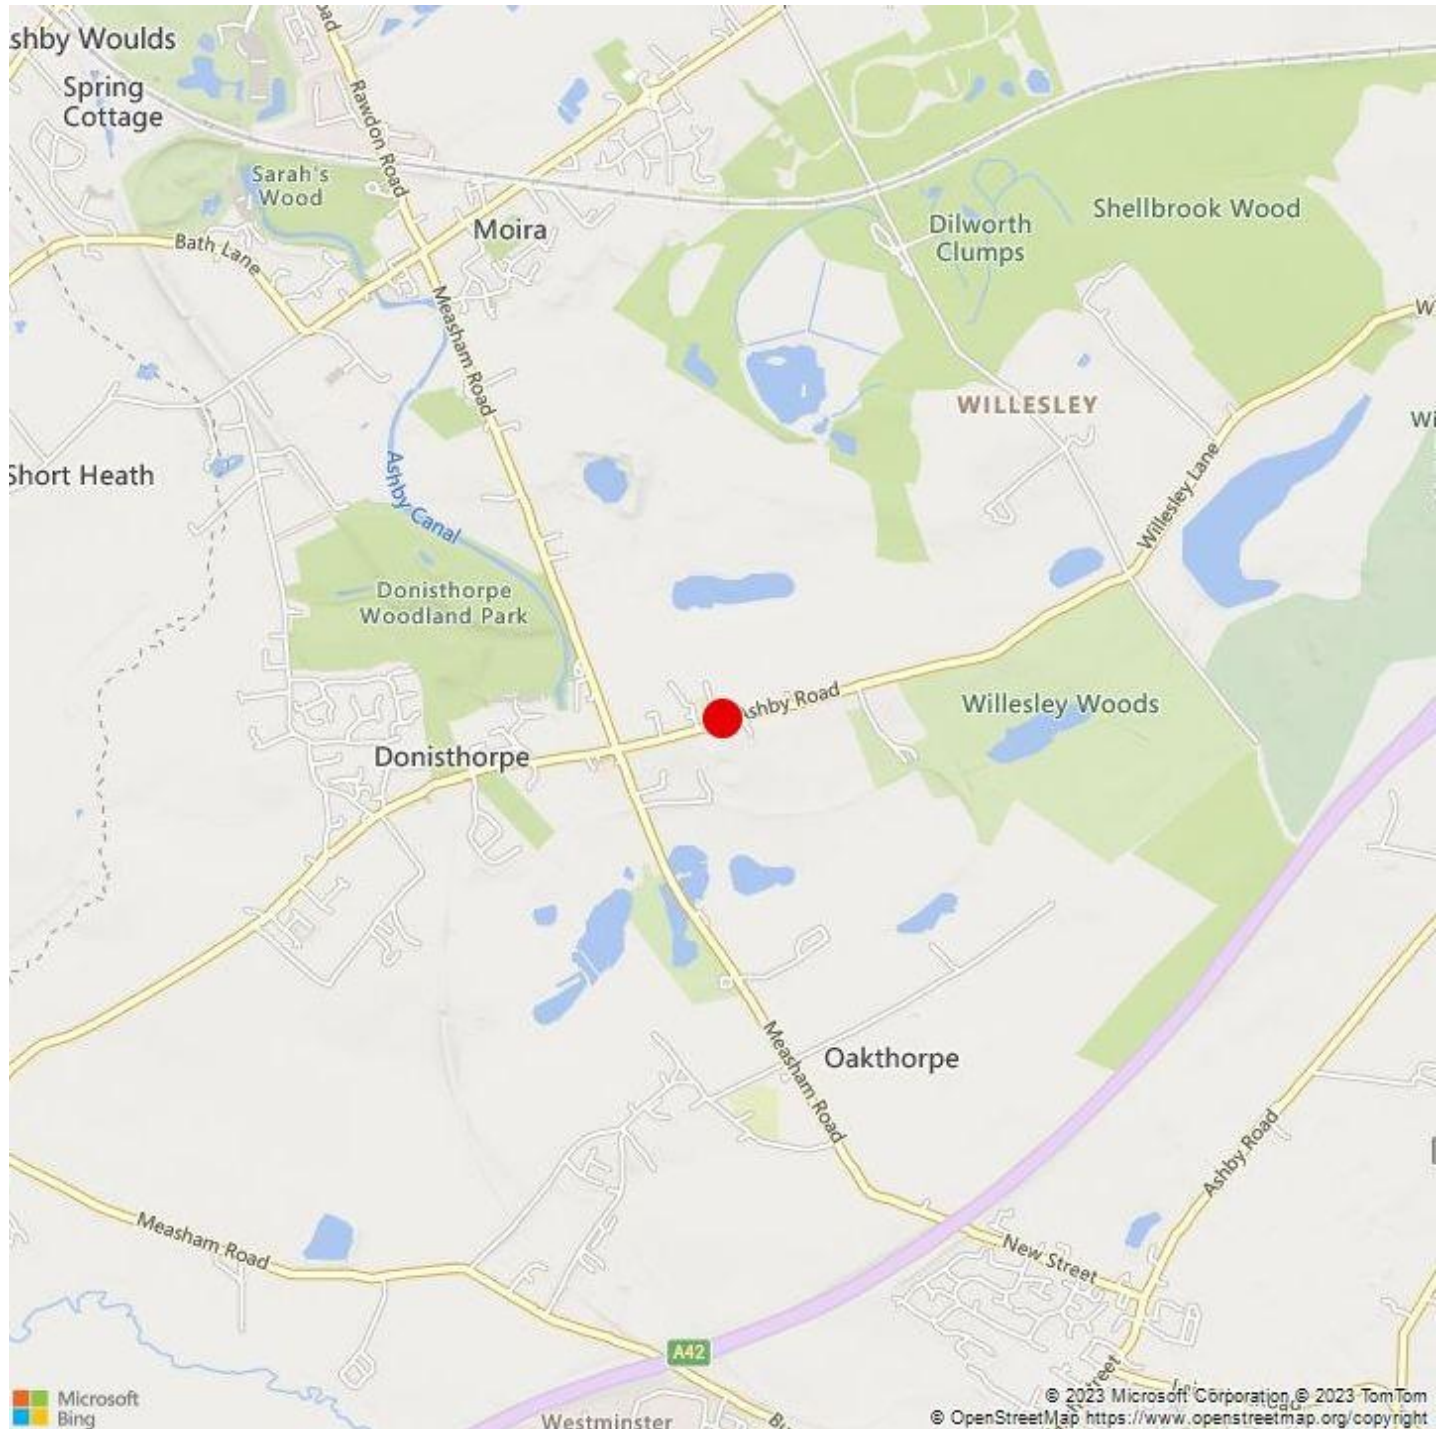 shby Woulds
Spring
Cottage
Rawdon Road
Sarah's
Wood
Moira
Bath Lane
Dilworth
Clumps
Shellbrook Wood
Measham Road
WILLESLEY
Wi
Short Heath
Ashby Canal
Willesley Lane
Donisthorpe
Woodland Park
Ashby Road
Willesley Woods
Donisthorpe
Measham Road
Oakthorpe
Ashby Road
Measham Road
New Street
A42
Westminster
Microsoft
Bing
© 2023 Microsoft Corporation © 2023 TomTom
© OpenStreetMap https://www.openstreetmap.org/copyright